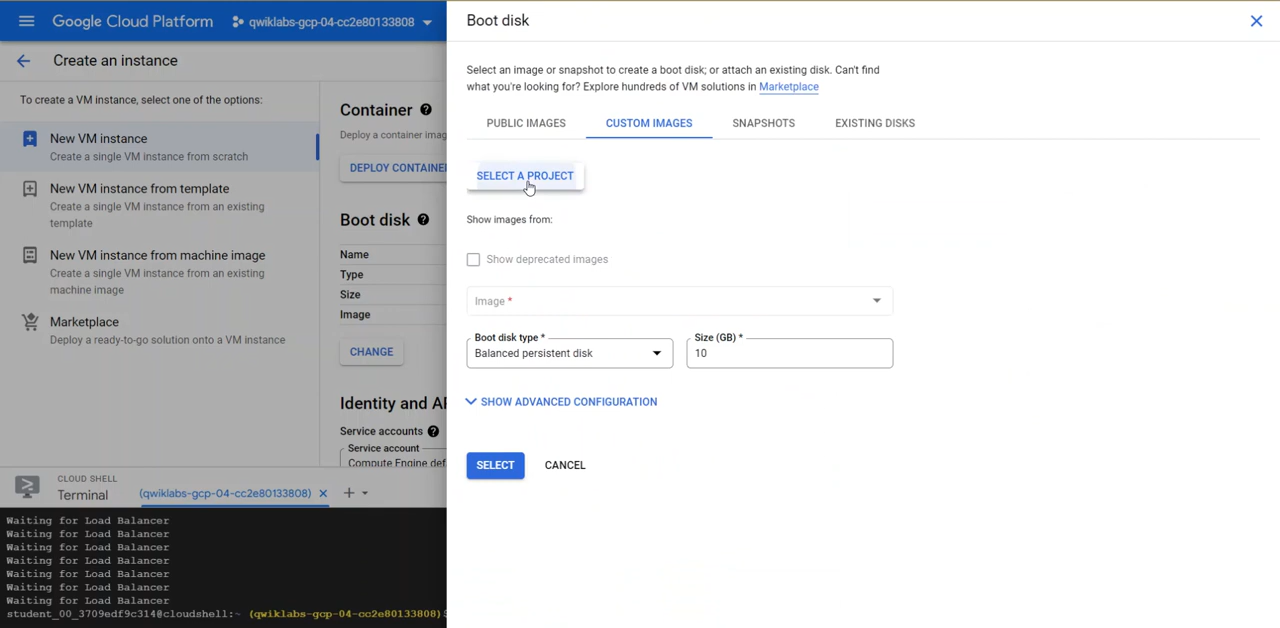 Google Cloud Platform
qwiklabs-gcp-04-cc2e80133808
Create an instance
To create a VM instance, select one of the options:
New VM instance
Create a single VM instance from scratch
New VM instance from template
Create a single VM instance from an existing
template
New VM instance from machine image
Create a single VM instance from an existing
machine image
Marketplace
Deploy a ready-to-go solution onto a VM instance
Container
Deploy a container imag
DEPLOY CONTAINE
Boot disk
Name
Type
Size
Image
CHANGE
Identity and AP
Service accounts
Service account
Compute Engine def
Boot disk
Select an image or snapshot to create a boot disk; or attach an existing disk. Can't find
what you're looking for? Explore hundreds of VM solutions in Marketplace
PUBLIC IMAGES
CUSTOM IMAGES
SNAPSHOTS
EXISTING DISKS
SELECT A PROJECT
Show images from:
Show deprecated images
Image *
Boot disk type *
Balanced persistent disk
Size (GB) *
10
SHOW ADVANCED CONFIGURATION
SELECT
CANCEL
CLOUD SHELL
Terminal
(qwiklabs-gcp-04-cc2e80133808)
Waiting for Load Balancer
Waiting for Load Balancer
Waiting for Load Balancer
Waiting for Load Balancer
Waiting for Load Balancer
Waiting for Load Balancer
Waiting for Load Balancer
student_00_3709edf9c314@cloudshell:~ (qwiklabs-gcp-04-cc2e80133808)$